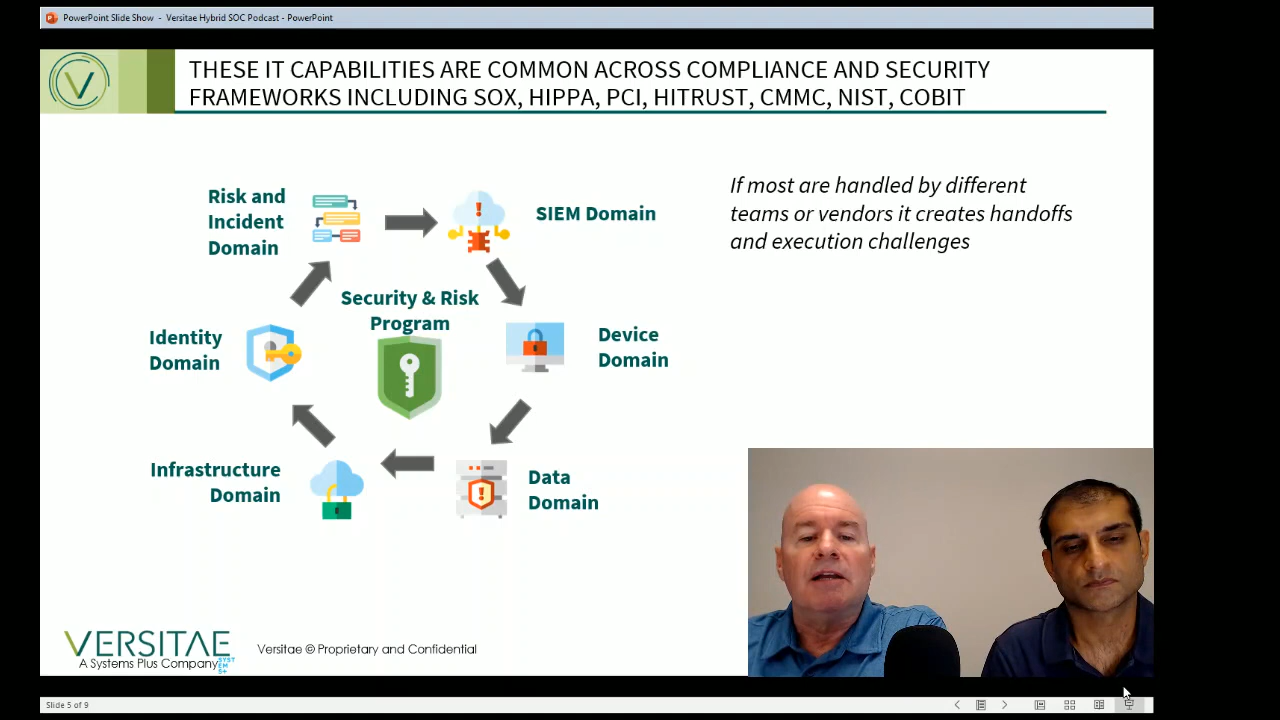 PowerPoint Slide Show - Versitae Hybrid SOC Podcast - PowerPoint
THESE IT CAPABILITIES ARE COMMON ACROSS COMPLIANCE AND SECURITY
FRAMEWORKS INCLUDING SOX, HIPPA, PCI, HITRUST, CMMC, NIST, COBIT
Risk and
Incident
Domain
SIEM Domain
If most are handled by different
teams or vendors it creates handoffs
and execution challenges
Security & Risk
Program
Identity
Domain
Device
Domain
Infrastructure
Domain
Data
Domain
VERSITAE
A Systems Plus Company
SYST
EM
S+
Versitae © Proprietary and Confidential
Slide 5 of 9